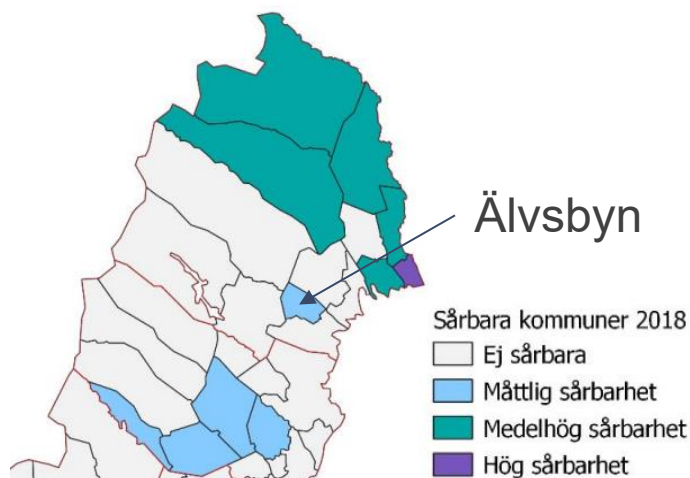 Älvsbyn
Sårbara kommuner 2018
Ej sårbara
Måttlig sårbarhet
Medelhög sårbarhet
Hög sårbarhet